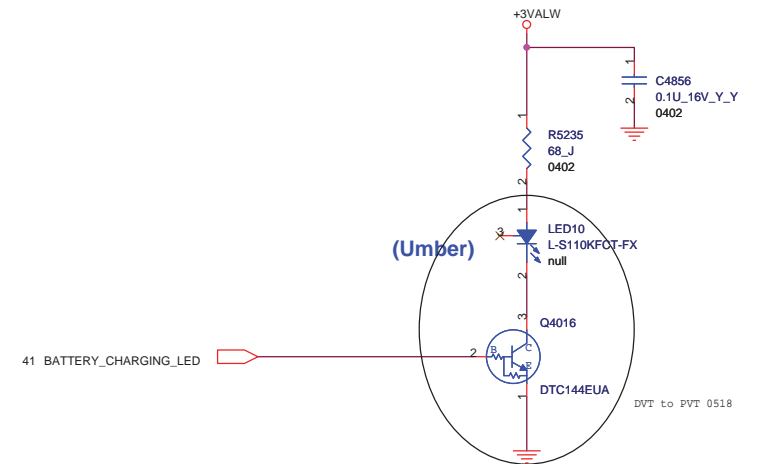 +3VALW
1
C4856
0.1U_16V_Y_Y
2
0402
1
R5235
68_J
0402
2
1
3
LED10
L-S110KFCT-FX
null
(Umber)
2
3
Q4016
41 BATTERY_CHARGING_LED
2
B
C
E
DTC144EUA
1
DVT to PVT 0518